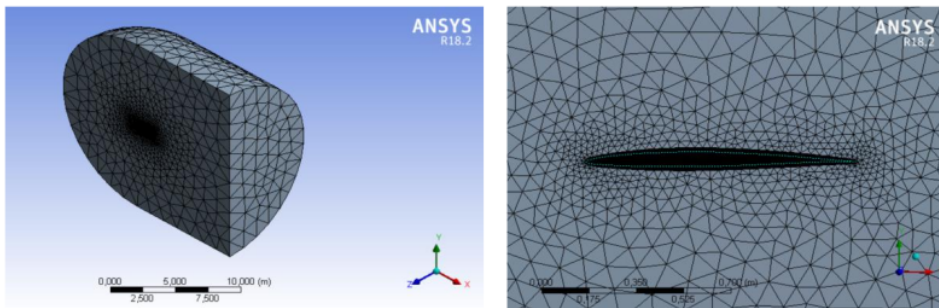 ANSYS
R18.2
Y
Z
X
0,000
5,000
10,000 (m)
2,500
7,500
ANSYS
R18.2
0,000
0,350
0,700 (m)
0,175
0,525